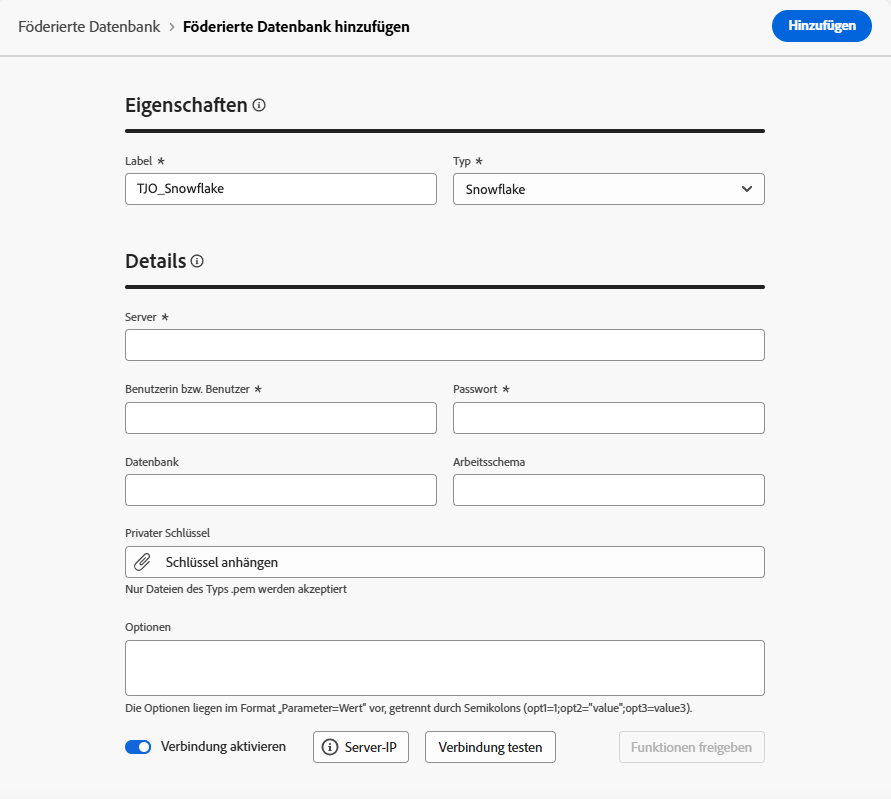 Föderierte Datenbank > Föderierte Datenbank hinzufügen
Hinzufügen
Eigenschaften
Label *
Typ *
TJO_Snowflake
Snowflake
Details
Server *
Benutzerin bzw. Benutzer *
Passwort *
Datenbank
Arbeitsschema
Privater Schlüssel
Schlüssel anhängen
Nur Dateien des Typs .pem werden akzeptiert
Optionen
Die Optionen liegen im Format „Parameter=Wert“ vor, getrennt durch Semikolons (opt1=1;opt2="value";opt3=value3).
Verbindung aktivieren
Server-IP
Verbindung testen
Funktionen freigeben